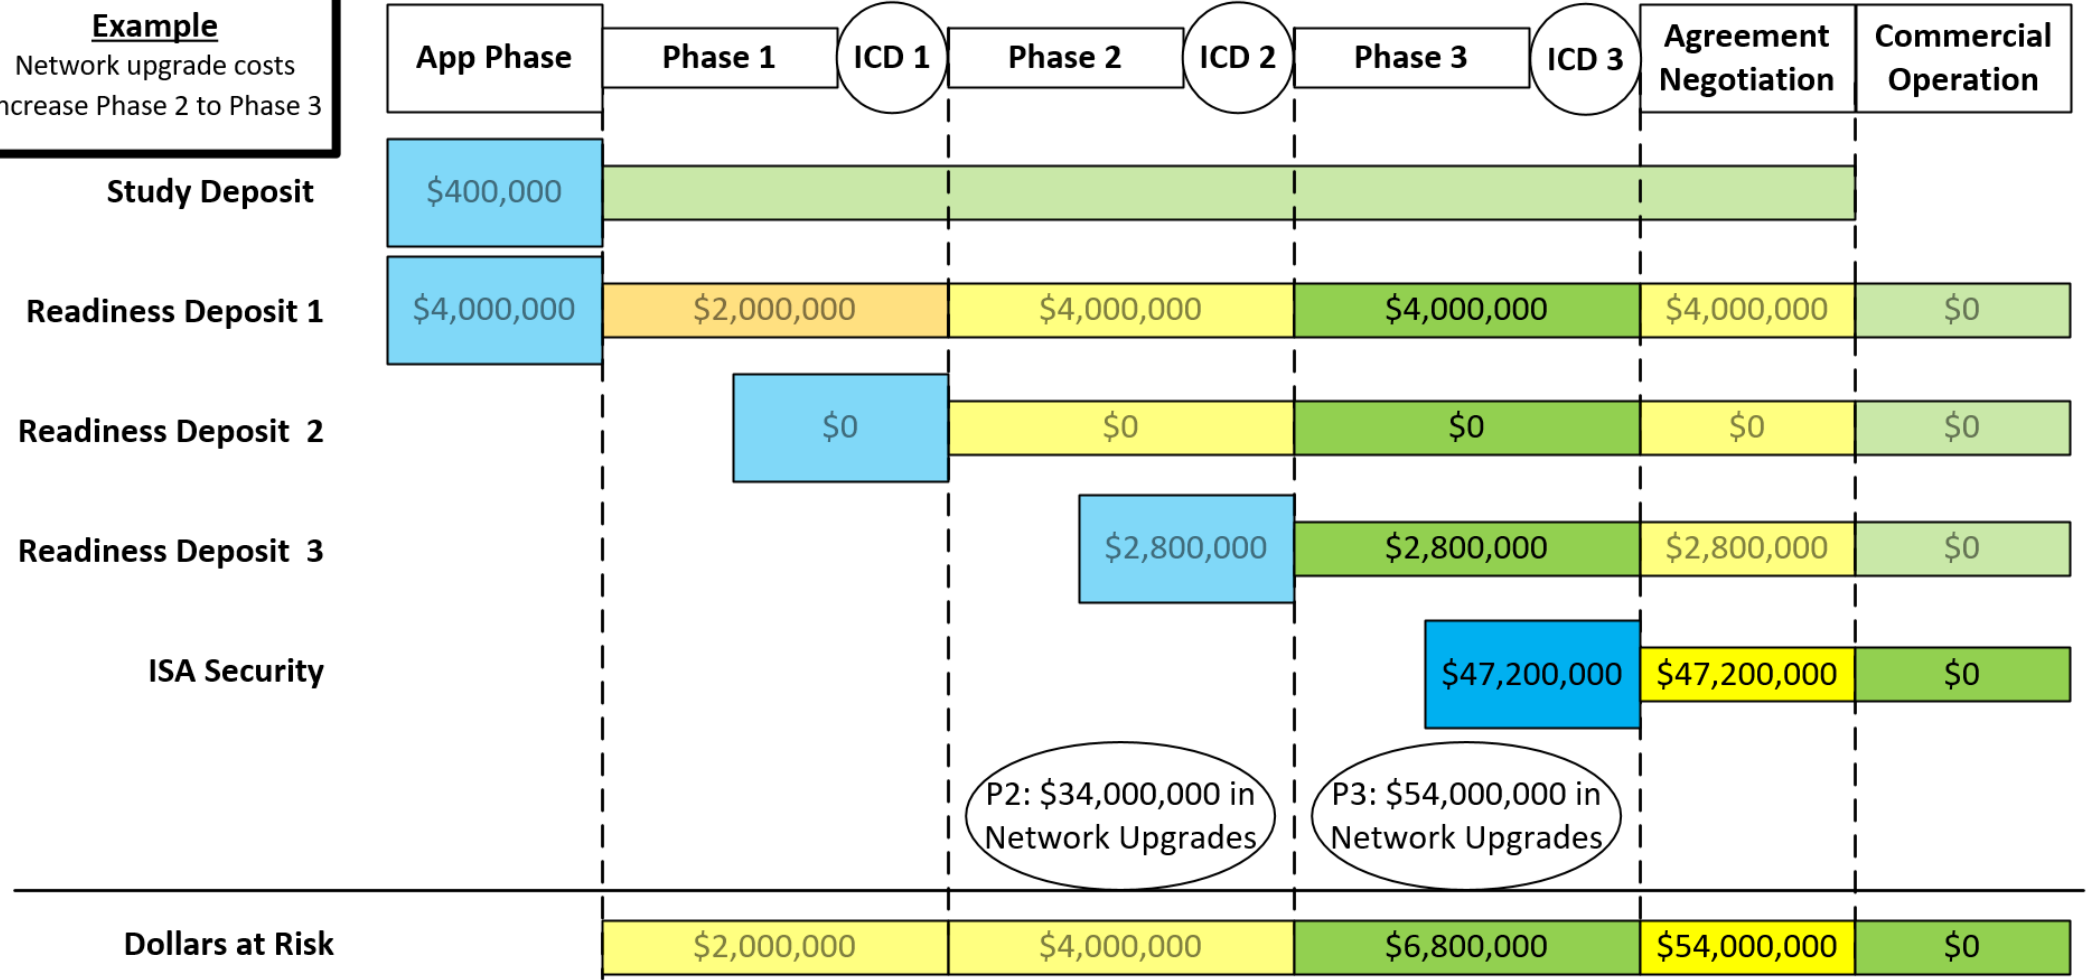 Example
Network upgrade costs
ncrease Phase 2 to Phase 3
App Phase
Phase 1
ICD 1
Phase 2
ICD 2
Phase 3
ICD 3
Agreement
Negotiation
Commercial
Operation
Study Deposit
$400,000
Readiness Deposit 1
$4,000,000
$2,000,000
$4,000,000
$4,000,000
$4,000,000
$0
Readiness Deposit 2
$0
$0
$0
$0
$0
Readiness Deposit 3
$2,800,000
$2,800,000
$2,800,000
$0
ISA Security
$47,200,000
$47,200,000
$0
P2: $34,000,000 in
Network Upgrades
P3: $54,000,000 in
Network Upgrades
Dollars at Risk
$2,000,000
$4,000,000
$6,800,000
$54,000,000
$0